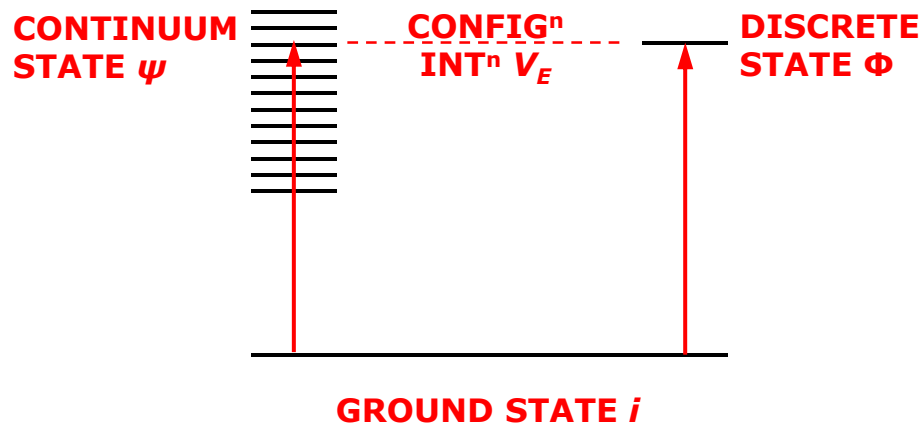 CONTINUUM
STATE ψ
CONFIGⁿ
INTⁿ V_E
DISCRETE
STATE Φ
GROUND STATE i